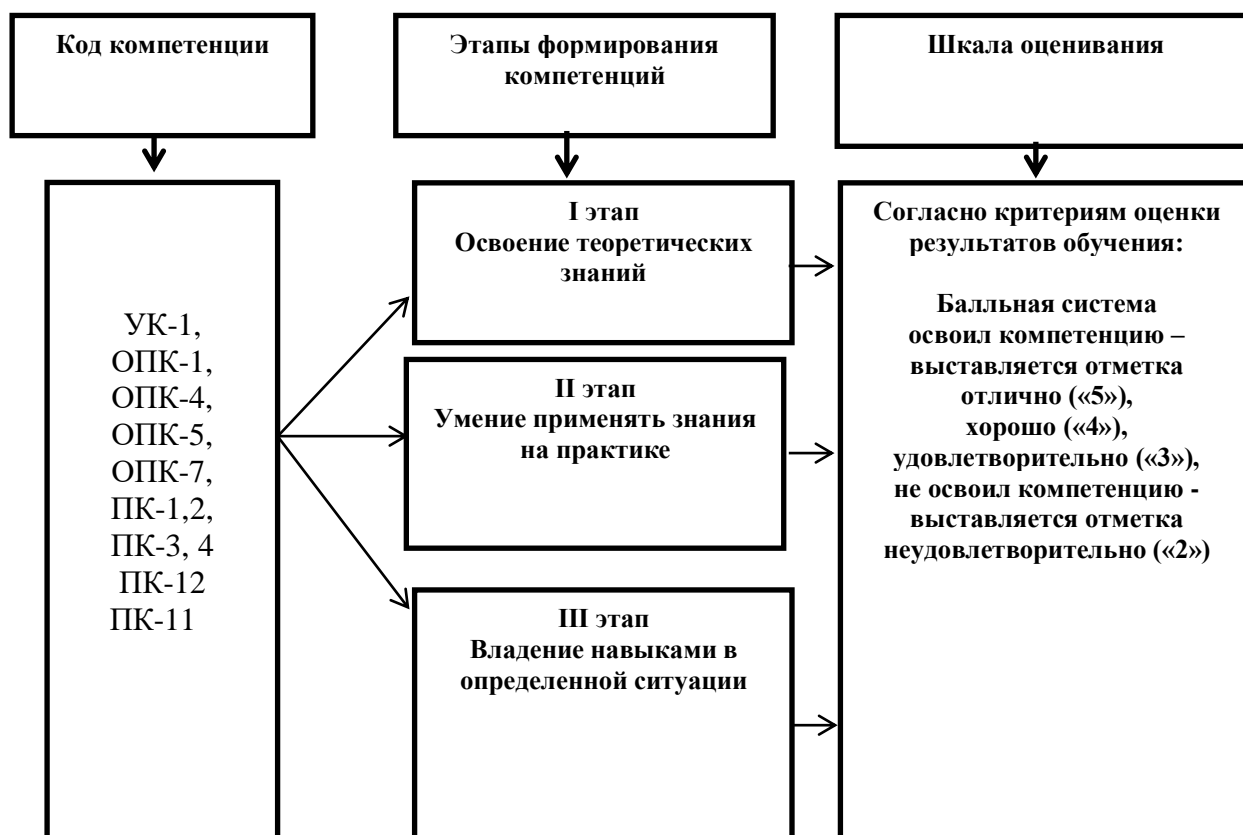 Код компетенции
Этапы формирования
компетенций
Шкала оценивания
УК-1,
ОПК-1,
ОПК-4,
ОПК-5,
ОПК-7,
ПК-1,2,
ПК-3, 4
ПК-12
ПК-11
I этап
Освоение теоретических
знаний
II этап
Умение применять знания
на практике
III этап
Владение навыками в
определенной ситуации
Согласно критериям оценки
результатов обучения:
Балльная система
освоил компетенцию –
выставляется отметка
отлично («5»),
хорошо («4»),
удовлетворительно («3»),
не освоил компетенцию -
выставляется отметка
неудовлетворительно («2»)